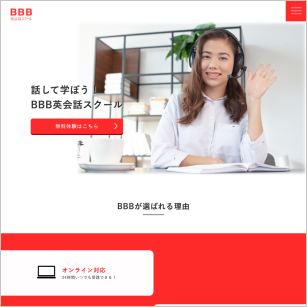 BBB
英会話スクール
話して学ぼう！
BBB英会話スクール
無料体験はこちら
BBBが選ばれる理由
オンライン対応
24時間いつでも受講できる！